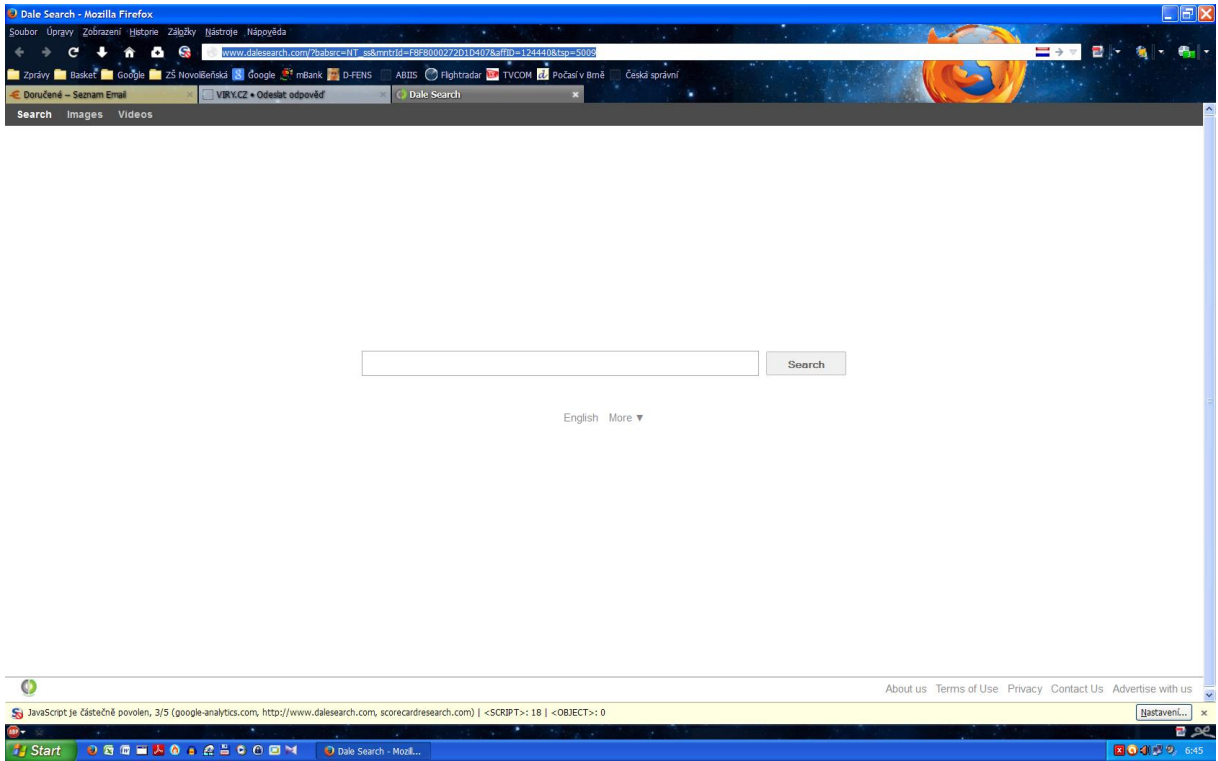 Dale Search - Mozilla Firefox
Soubor Úpravy Zobrazení Historie Záložky Nástroje Nápověda
www.dalesearch.com/?babsrc=NT_ss&mntrId=F8F8000272D1D407&affID=124440&tsp=5009
Zprávy Basket Google ZŠ Novolíšeňská Google mBank D-FENS ABIIS Flightradar TVCOM Počasí v Brně Česká správní
Doručené – Seznam Email VIRY.CZ • Odeslat odpověď Dale Search
Search Images Videos
Search
English More ▼
About us Terms of Use Privacy Contact Us Advertise with us
JavaScript je částečně povolen, 3/5 (google-analytics.com, http://www.dalesearch.com, scorecardresearch.com) | <SCRIPT>: 18 | <OBJECT>: 0 Nastavení...
ABP
Start Dale Search - Mozil... 6:45